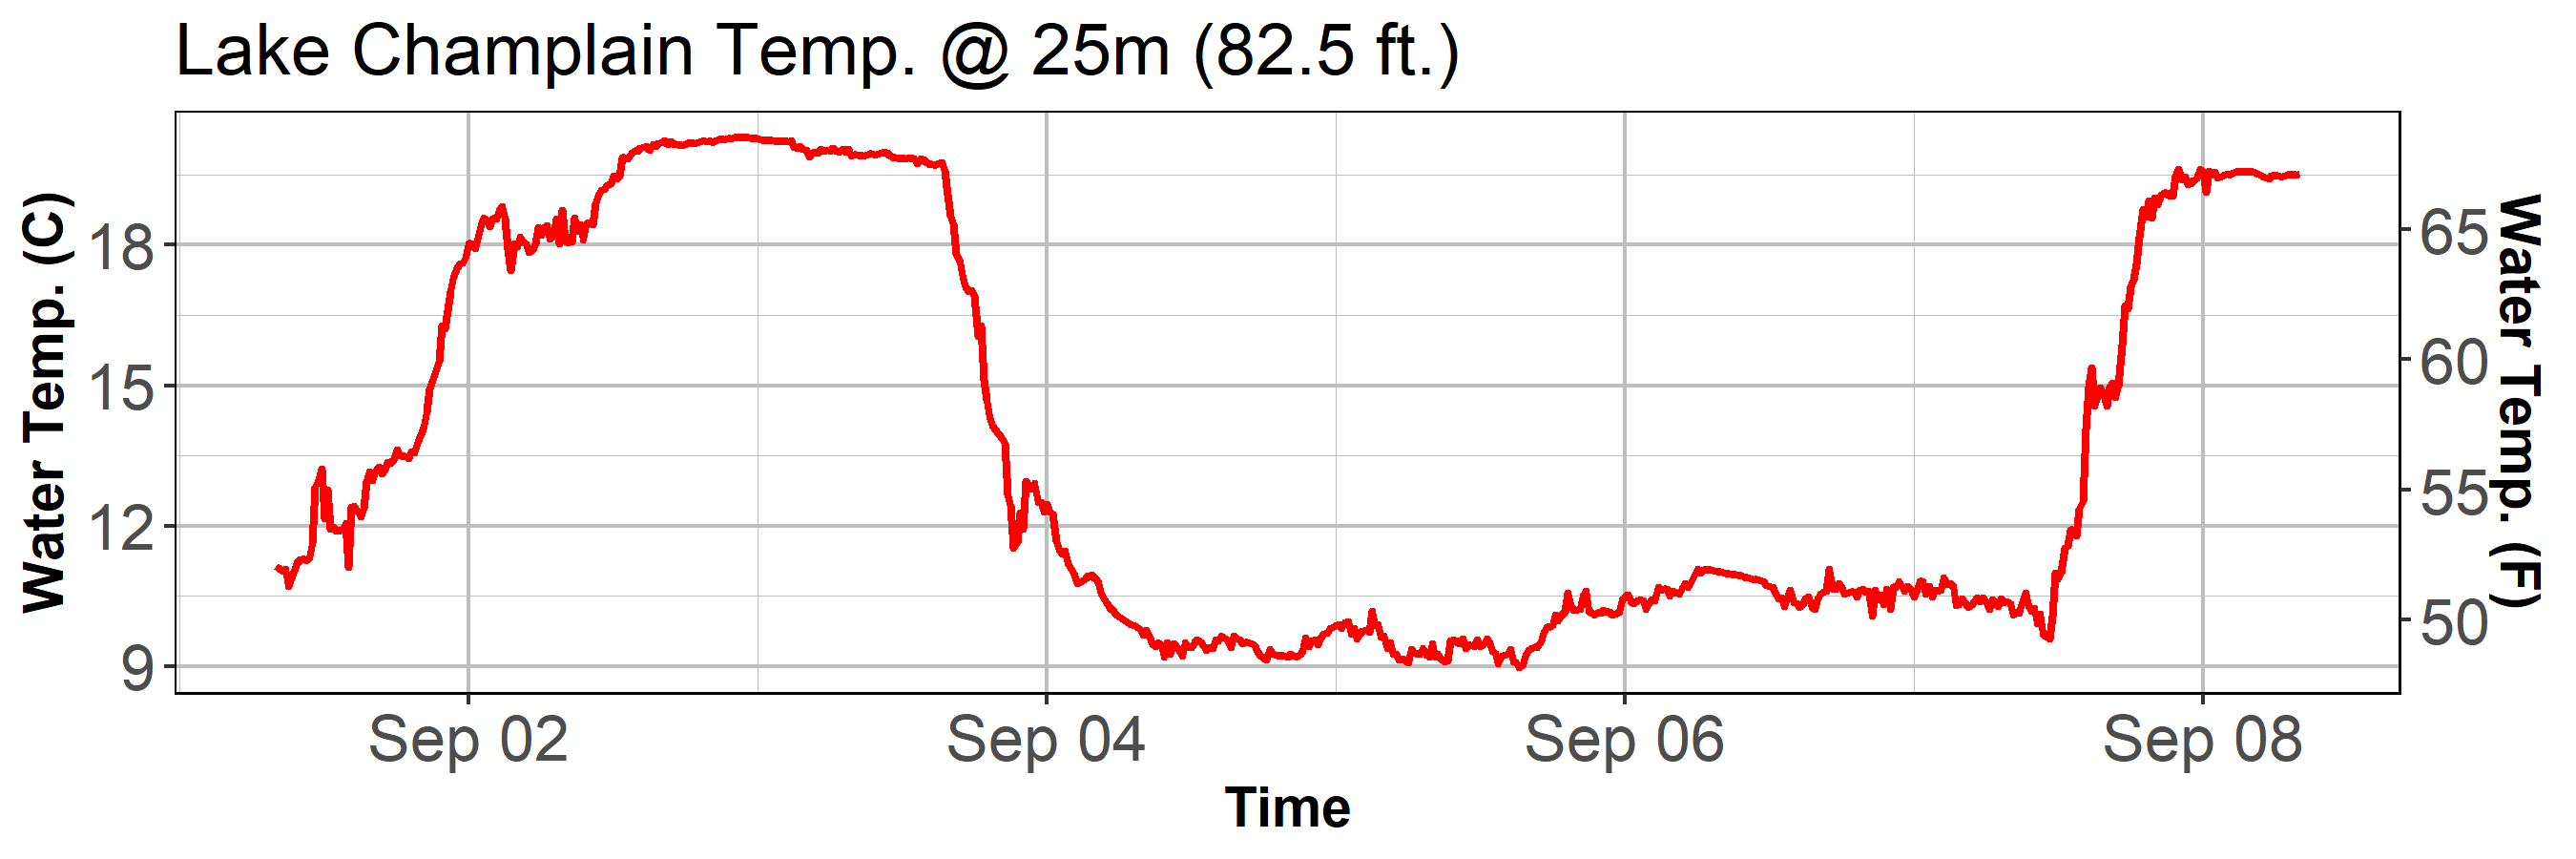 Lake Champlain Temp. @ 25m (82.5 ft.)
Water Temp. (C)
18
15
12
9
65
60
55
50
Water Temp. (F)
Sep 02 Sep 04 Sep 06 Sep 08
Time